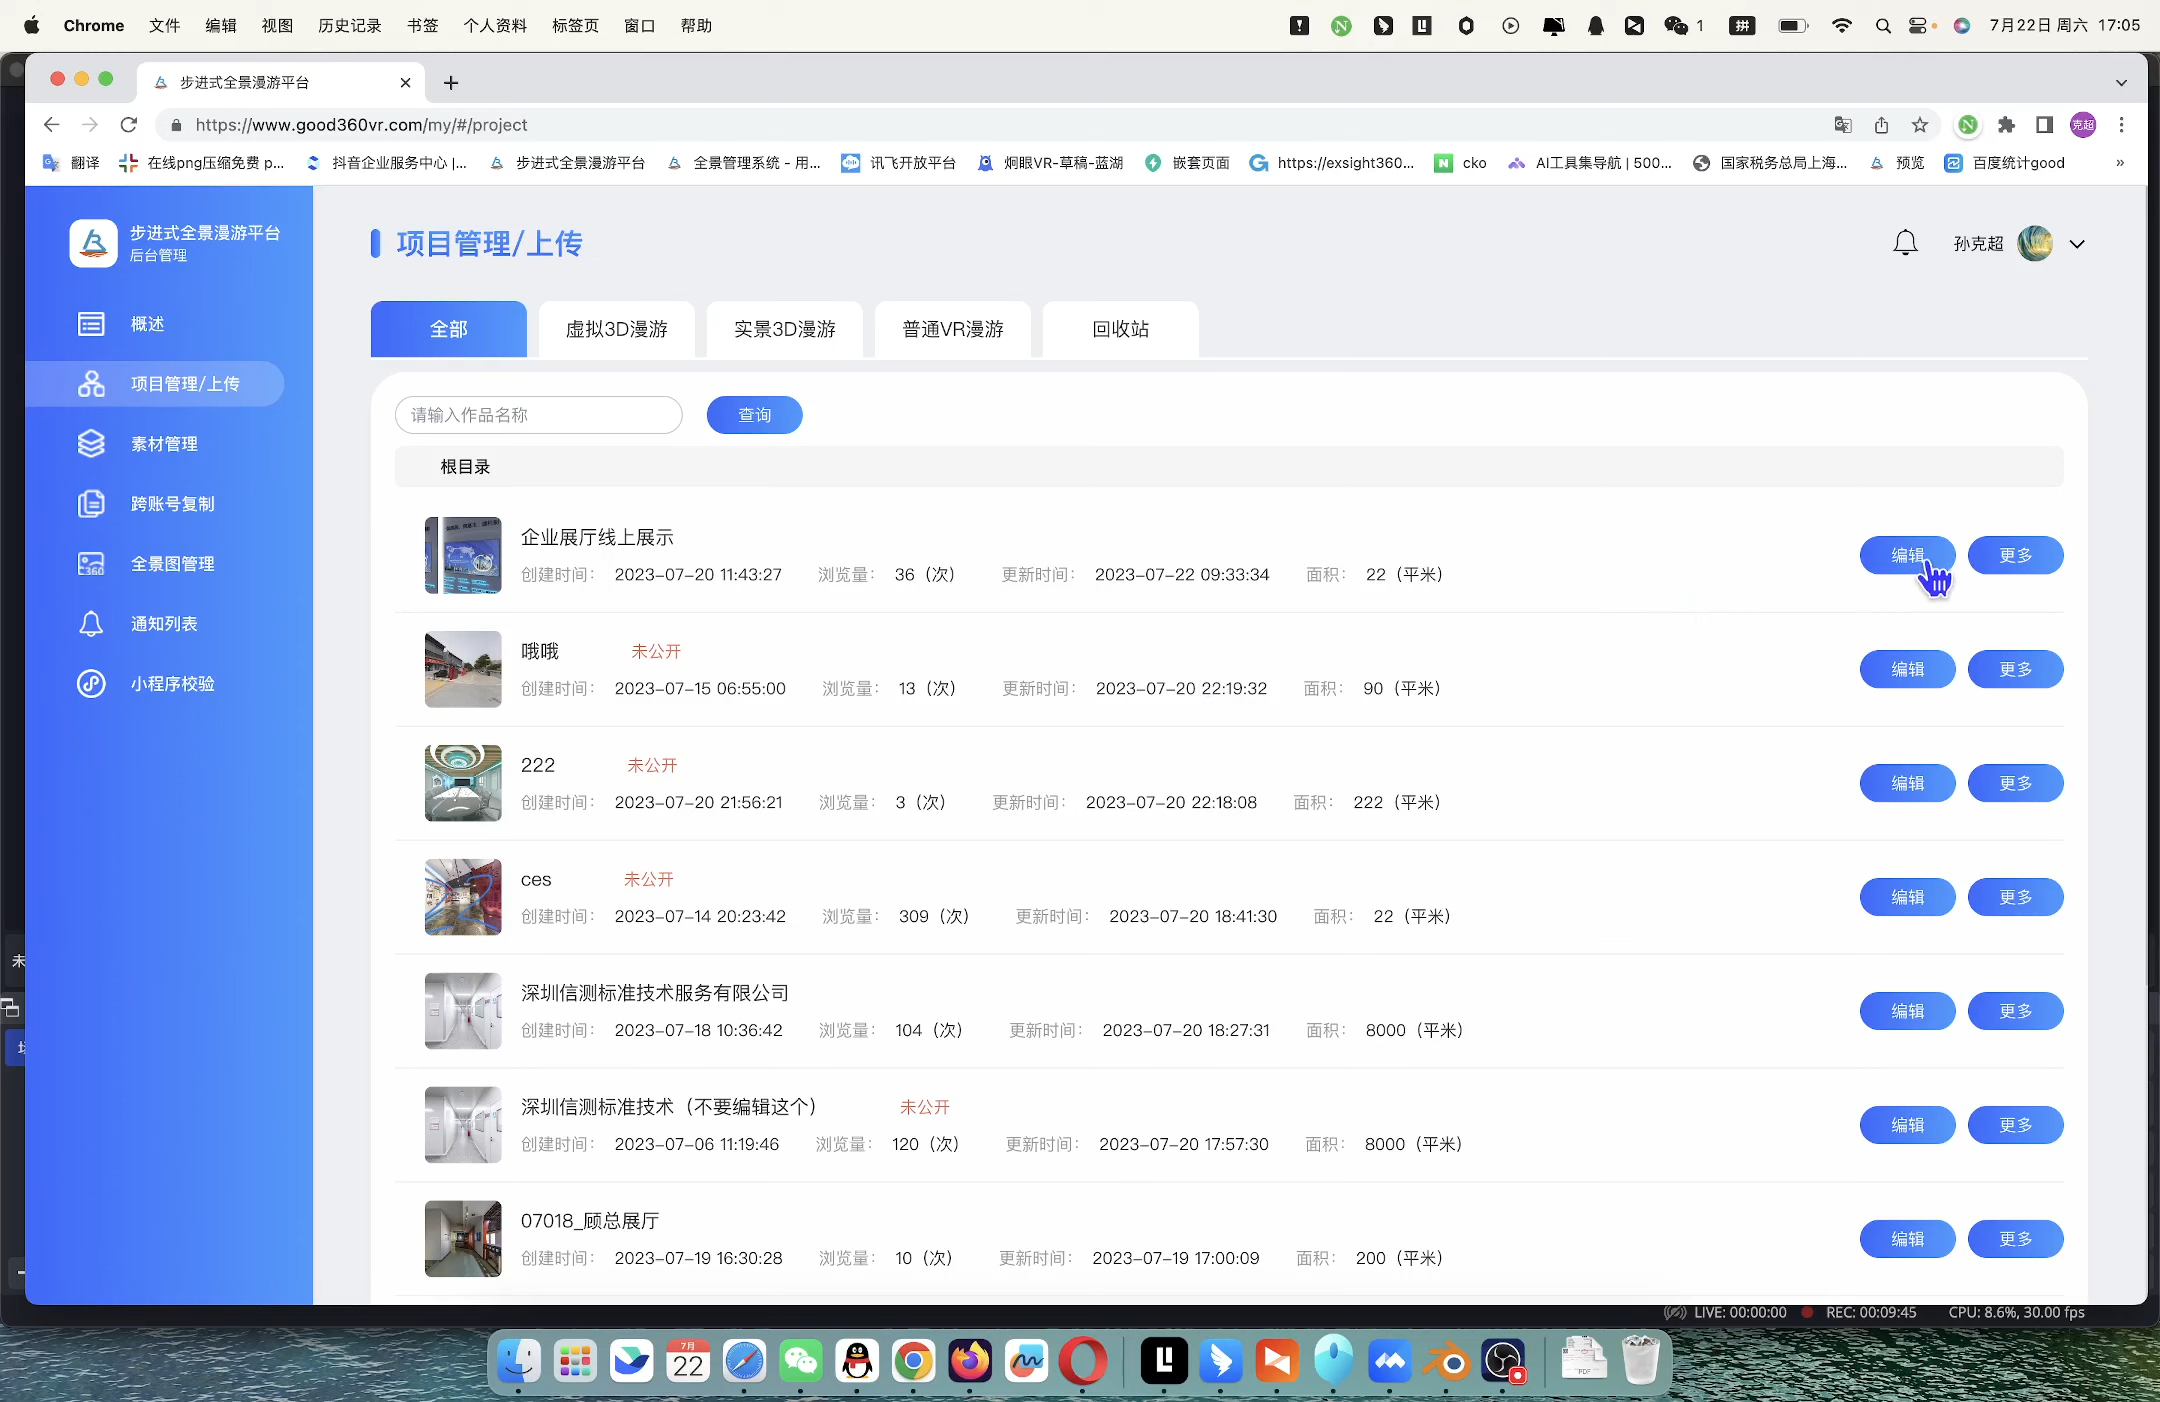 Chrome 文件 编辑 视图 历史记录 书签 个人资料 标签页 窗口 帮助 1 拼 7月22日 周六 17:05
步进式全景漫游平台
https://www.good360vr.com/my/#/project 克超
翻译 在线png压缩免费 p... 抖音企业服务中心 |... 步进式全景漫游平台 全景管理系统 - 用... 讯飞开放平台 炯眼VR-草稿-蓝湖 嵌套页面 https://exsight360... cko AI工具集导航 | 500... 国家税务总局上海... 预览 百度统计good »
步进式全景漫游平台
后台管理
概述
项目管理/上传
素材管理
跨账号复制
全景图管理
通知列表
小程序校验
项目管理/上传
孙克超
全部 虚拟3D漫游 实景3D漫游 普通VR漫游 回收站
请输入作品名称 查询
根目录
企业展厅线上展示
创建时间: 2023-07-20 11:43:27 浏览量: 36（次） 更新时间: 2023-07-22 09:33:34 面积: 22（平米）
编辑 更多
哦哦 未公开
创建时间: 2023-07-15 06:55:00 浏览量: 13（次） 更新时间: 2023-07-20 22:19:32 面积: 90（平米）
编辑 更多
222 未公开
创建时间: 2023-07-20 21:56:21 浏览量: 3（次） 更新时间: 2023-07-20 22:18:08 面积: 222（平米）
编辑 更多
ces 未公开
创建时间: 2023-07-14 20:23:42 浏览量: 309（次） 更新时间: 2023-07-20 18:41:30 面积: 22（平米）
编辑 更多
深圳信测标准技术服务有限公司
创建时间: 2023-07-18 10:36:42 浏览量: 104（次） 更新时间: 2023-07-20 18:27:31 面积: 8000（平米）
编辑 更多
深圳信测标准技术（不要编辑这个） 未公开
创建时间: 2023-07-06 11:19:46 浏览量: 120（次） 更新时间: 2023-07-20 17:57:30 面积: 8000（平米）
编辑 更多
07018_顾总展厅
创建时间: 2023-07-19 16:30:28 浏览量: 10（次） 更新时间: 2023-07-19 17:00:09 面积: 200（平米）
编辑 更多
LIVE: 00:00:00 REC: 00:09:45 CPU: 8.6%, 30.00 fps
7月
22
PDF